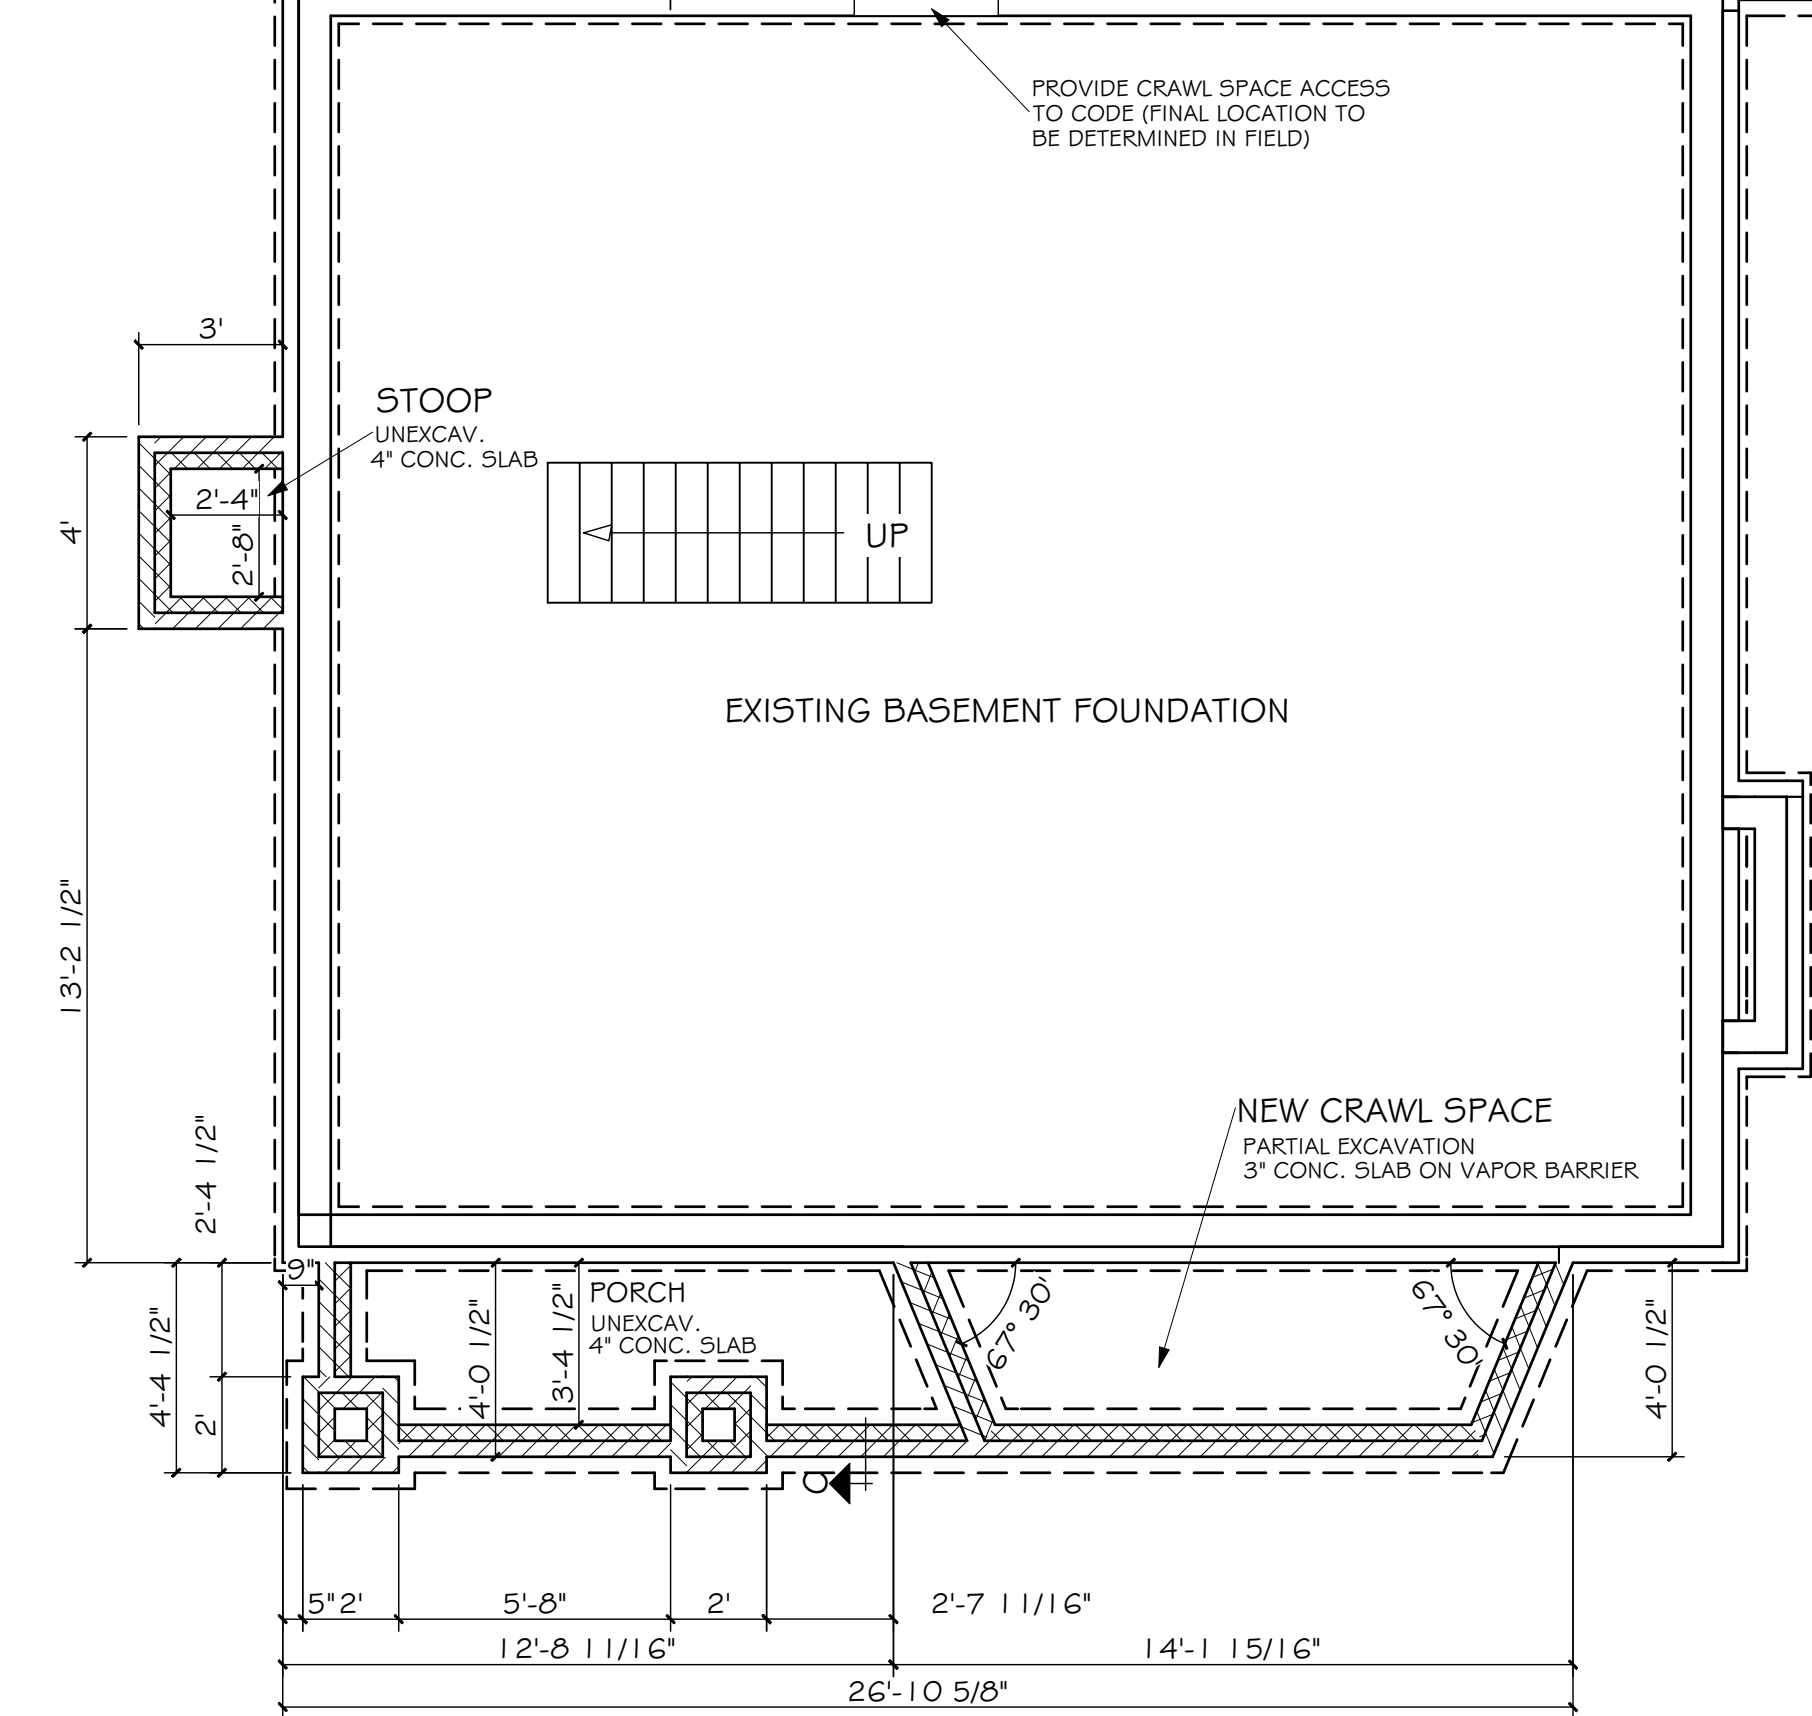 PROVIDE CRAWL SPACE ACCESS
TO CODE (FINAL LOCATION TO
BE DETERMINED IN FIELD)
3'
STOOP
UNEXCAV.
4" CONC. SLAB
2'-4"
2'-8"
4'
UP
EXISTING BASEMENT FOUNDATION
13'-2 1/2"
NEW CRAWL SPACE
PARTIAL EXCAVATION
3" CONC. SLAB ON VAPOR BARRIER
2'-4 1/2"
9"
PORCH
UNEXCAV.
4" CONC. SLAB
4'-4 1/2"
2'
4'-0 1/2"
3'-4 1/2"
67° 30'
67° 30'
4'-0 1/2"
5" 2'
5'-8"
2'
2'-7 11/16"
12'-8 11/16"
14'-1 15/16"
26'-10 5/8"